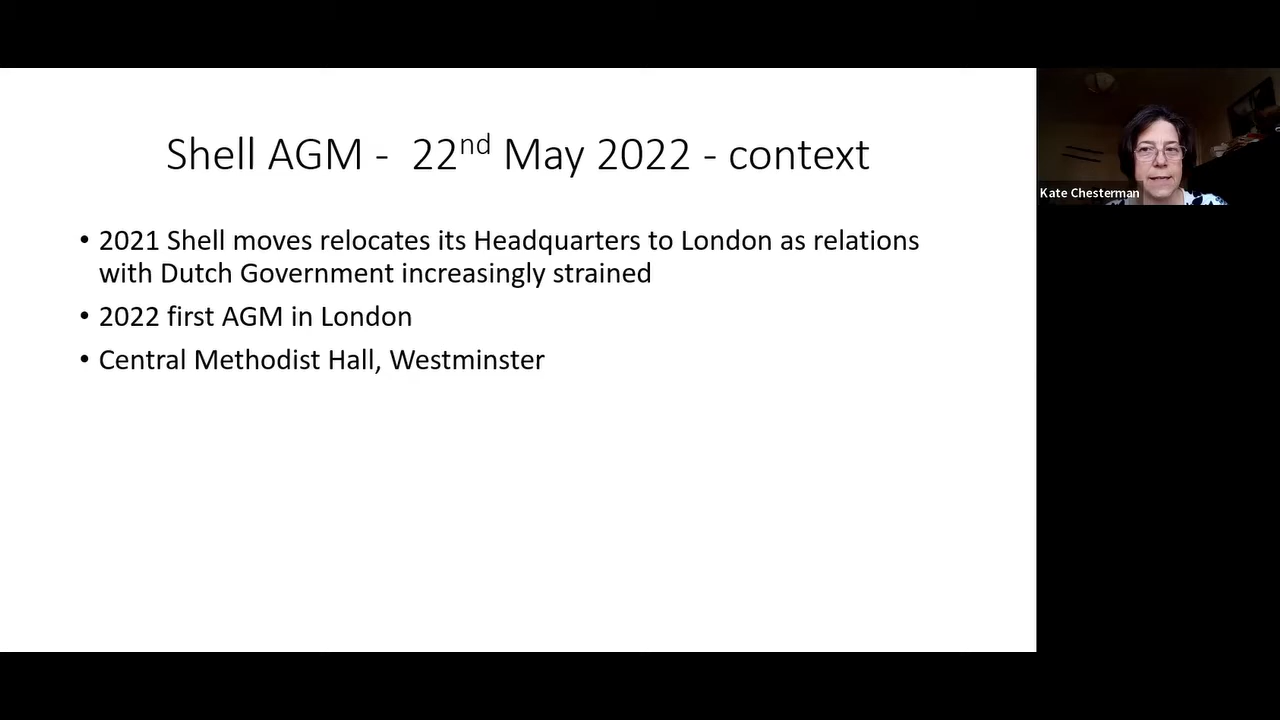 Shell AGM -  22nd May 2022 - context
• 2021 Shell moves relocates its Headquarters to London as relations
with Dutch Government increasingly strained
• 2022 first AGM in London
• Central Methodist Hall, Westminster
Kate Chesterman